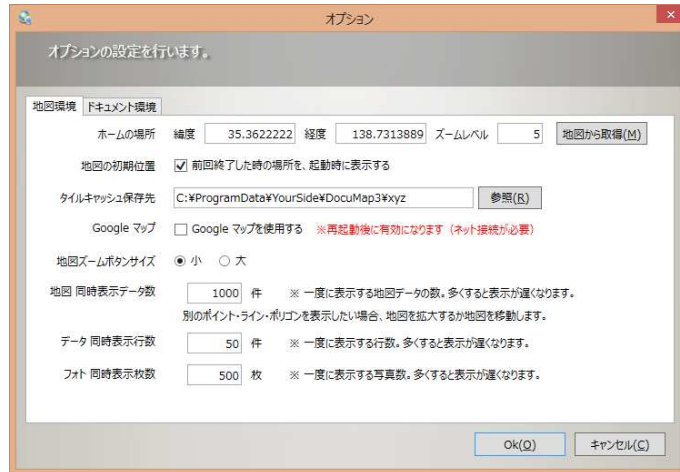 オプション
オプションの設定を行います。
地図環境 ドキュメント環境
ホームの場所 緯度 35.3622222 経度 138.7313889 ズームレベル 5 地図から取得(M)
地図の初期位置 前回終了した時の場所を、起動時に表示する
タイルキャッシュ保存先 C:¥ProgramData¥YourSide¥DocuMap3¥xyz 参照(R)
Google マップ Google マップを使用する ※再起動後に有効になります（ネット接続が必要）
地図ズームボタンサイズ 小 大
地図 同時表示データ数 1000 件 ※ 一度に表示する地図データの数。多くすると表示が遅くなります。
別のポイント・ライン・ポリゴンを表示したい場合、地図を拡大するか地図を移動します。
データ 同時表示行数 50 件 ※ 一度に表示する行数。多くすると表示が遅くなります。
フォト 同時表示枚数 500 枚 ※ 一度に表示する写真数。多くすると表示が遅くなります。
Ok(O) キャンセル(C)